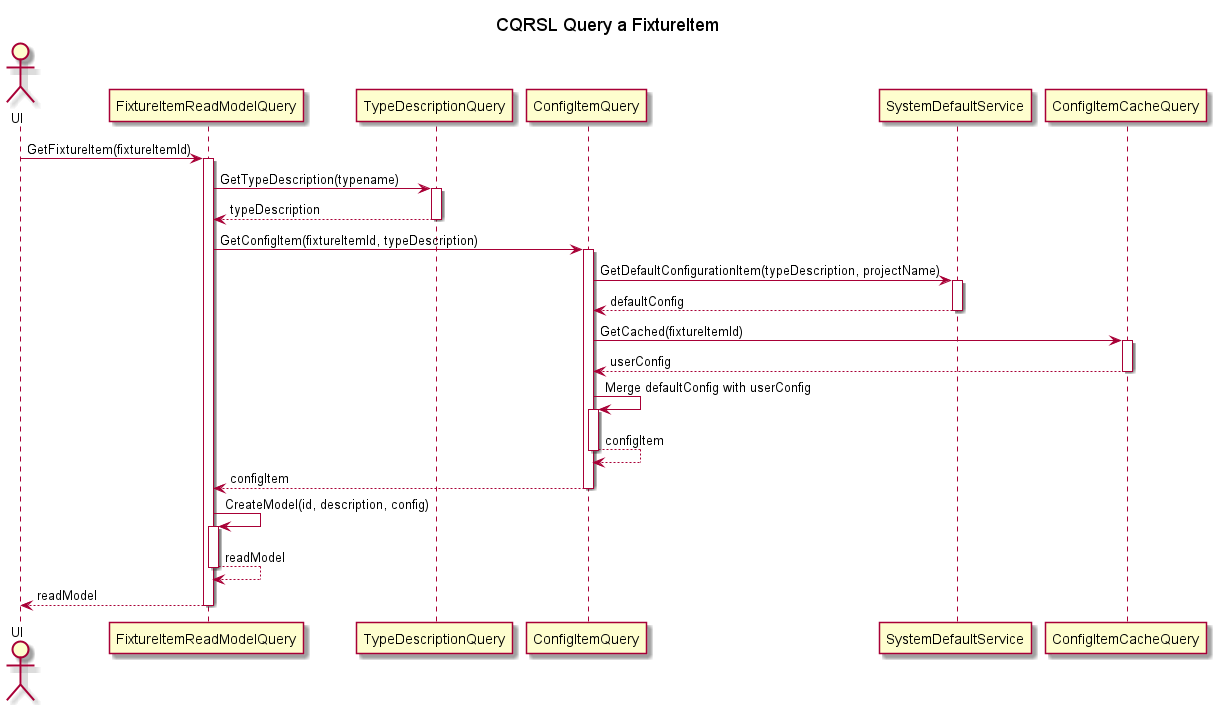 CQRSL Query a FixtureItem
UI
FixtureItemReadModelQuery
TypeDescriptionQuery
ConfigItemQuery
SystemDefaultService
ConfigItemCacheQuery
GetFixtureItem(fixtureItemId)
GetTypeDescription(typename)
typeDescription
GetConfigItem(fixtureItemId, typeDescription)
GetDefaultConfigurationItem(typeDescription, projectName)
defaultConfig
GetCached(fixtureItemId)
userConfig
Merge defaultConfig with userConfig
configItem
configItem
CreateModel(id, description, config)
readModel
readModel
UI
FixtureItemReadModelQuery
TypeDescriptionQuery
ConfigItemQuery
SystemDefaultService
ConfigItemCacheQuery